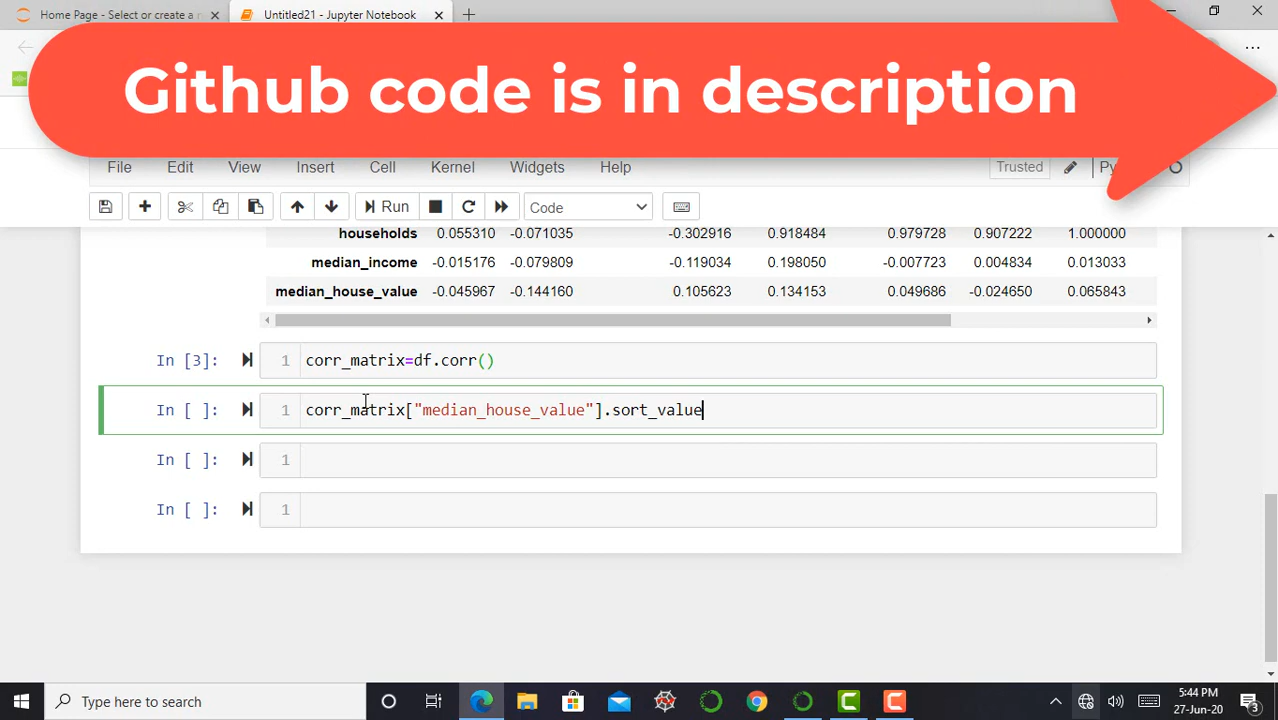 Home Page - Select or create a
Untitled21 - Jupyter Notebook
Github code is in description
File Edit View Insert Cell Kernel Widgets Help Trusted
Run Code
households 0.055310 -0.071035 -0.302916 0.918484 0.979728 0.907222 1.000000
median_income -0.015176 -0.079809 -0.119034 0.198050 -0.007723 0.004834 0.013033
median_house_value -0.045967 -0.144160 0.105623 0.134153 0.049686 -0.024650 0.065843
In [3]: 1 corr_matrix=df.corr()
In [ ]: 1 corr_matrix["median_house_value"].sort_value
In [ ]: 1
In [ ]: 1
Type here to search
5:44 PM
27-Jun-20
3